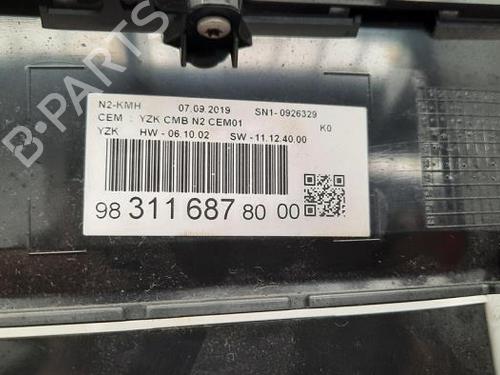 B-PARTS
N2-KMH 07.09.2019 SN1-0926329
CEM : YZK CMB N2 CEM01 K0
YZK HW - 06.10.02 SW - 11.12.40.00
98 311 687 80 00